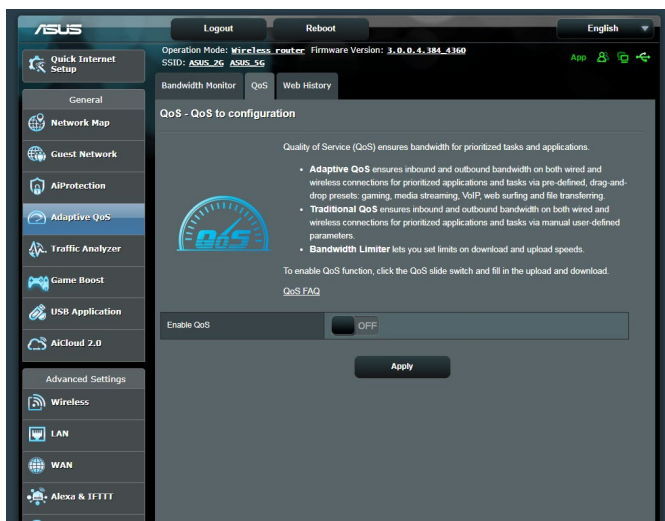 ASUS
Logout
Reboot
English
Quick Internet
Setup
Operation Mode: Wireless router Firmware Version: 3.0.0.4.384_4360
SSID: ASUS_2G ASUS_5G
App
Bandwidth Monitor
QoS
Web History
General
Network Map
Guest Network
AiProtection
Adaptive QoS
Traffic Analyzer
Game Boost
USB Application
AiCloud 2.0
Advanced Settings
Wireless
LAN
WAN
Alexa & IFTTT
QoS - QoS to configuration
QoS
Quality of Service (QoS) ensures bandwidth for prioritized tasks and applications.
• Adaptive QoS ensures inbound and outbound bandwidth on both wired and
wireless connections for prioritized applications and tasks via pre-defined, drag-and-
drop presets: gaming, media streaming, VoIP, web surfing and file transferring.
• Traditional QoS ensures inbound and outbound bandwidth on both wired and
wireless connections for prioritized applications and tasks via manual user-defined
parameters.
• Bandwidth Limiter lets you set limits on download and upload speeds.
To enable QoS function, click the QoS slide switch and fill in the upload and download.
QoS FAQ
Enable QoS
OFF
Apply